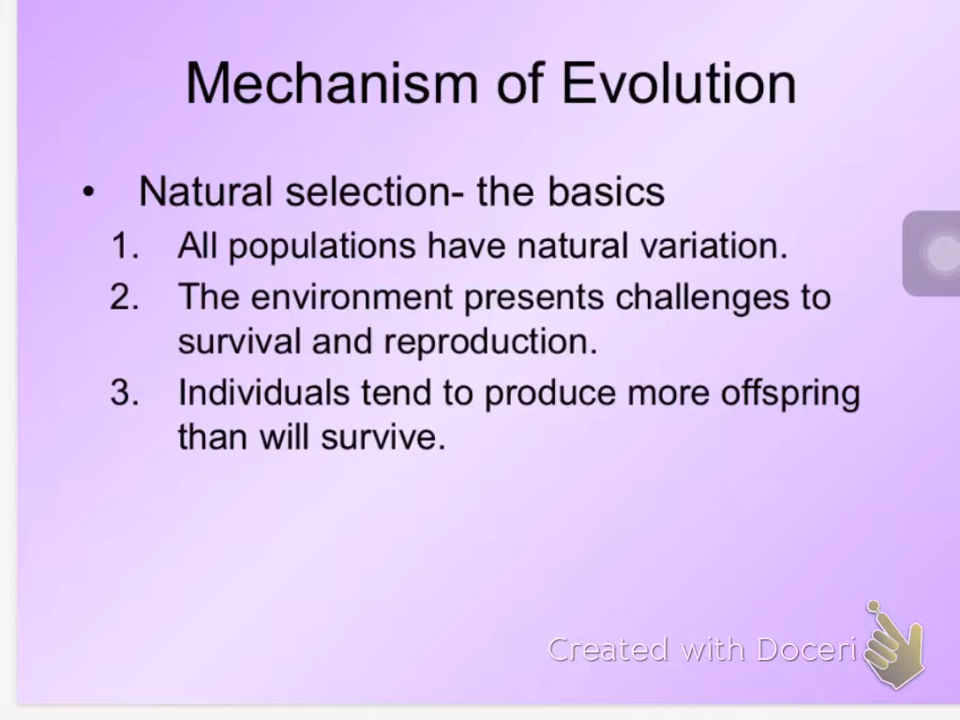 Mechanism of Evolution
• Natural selection- the basics
1. All populations have natural variation.
2. The environment presents challenges to
survival and reproduction.
3. Individuals tend to produce more offspring
than will survive.
Created with Doceri